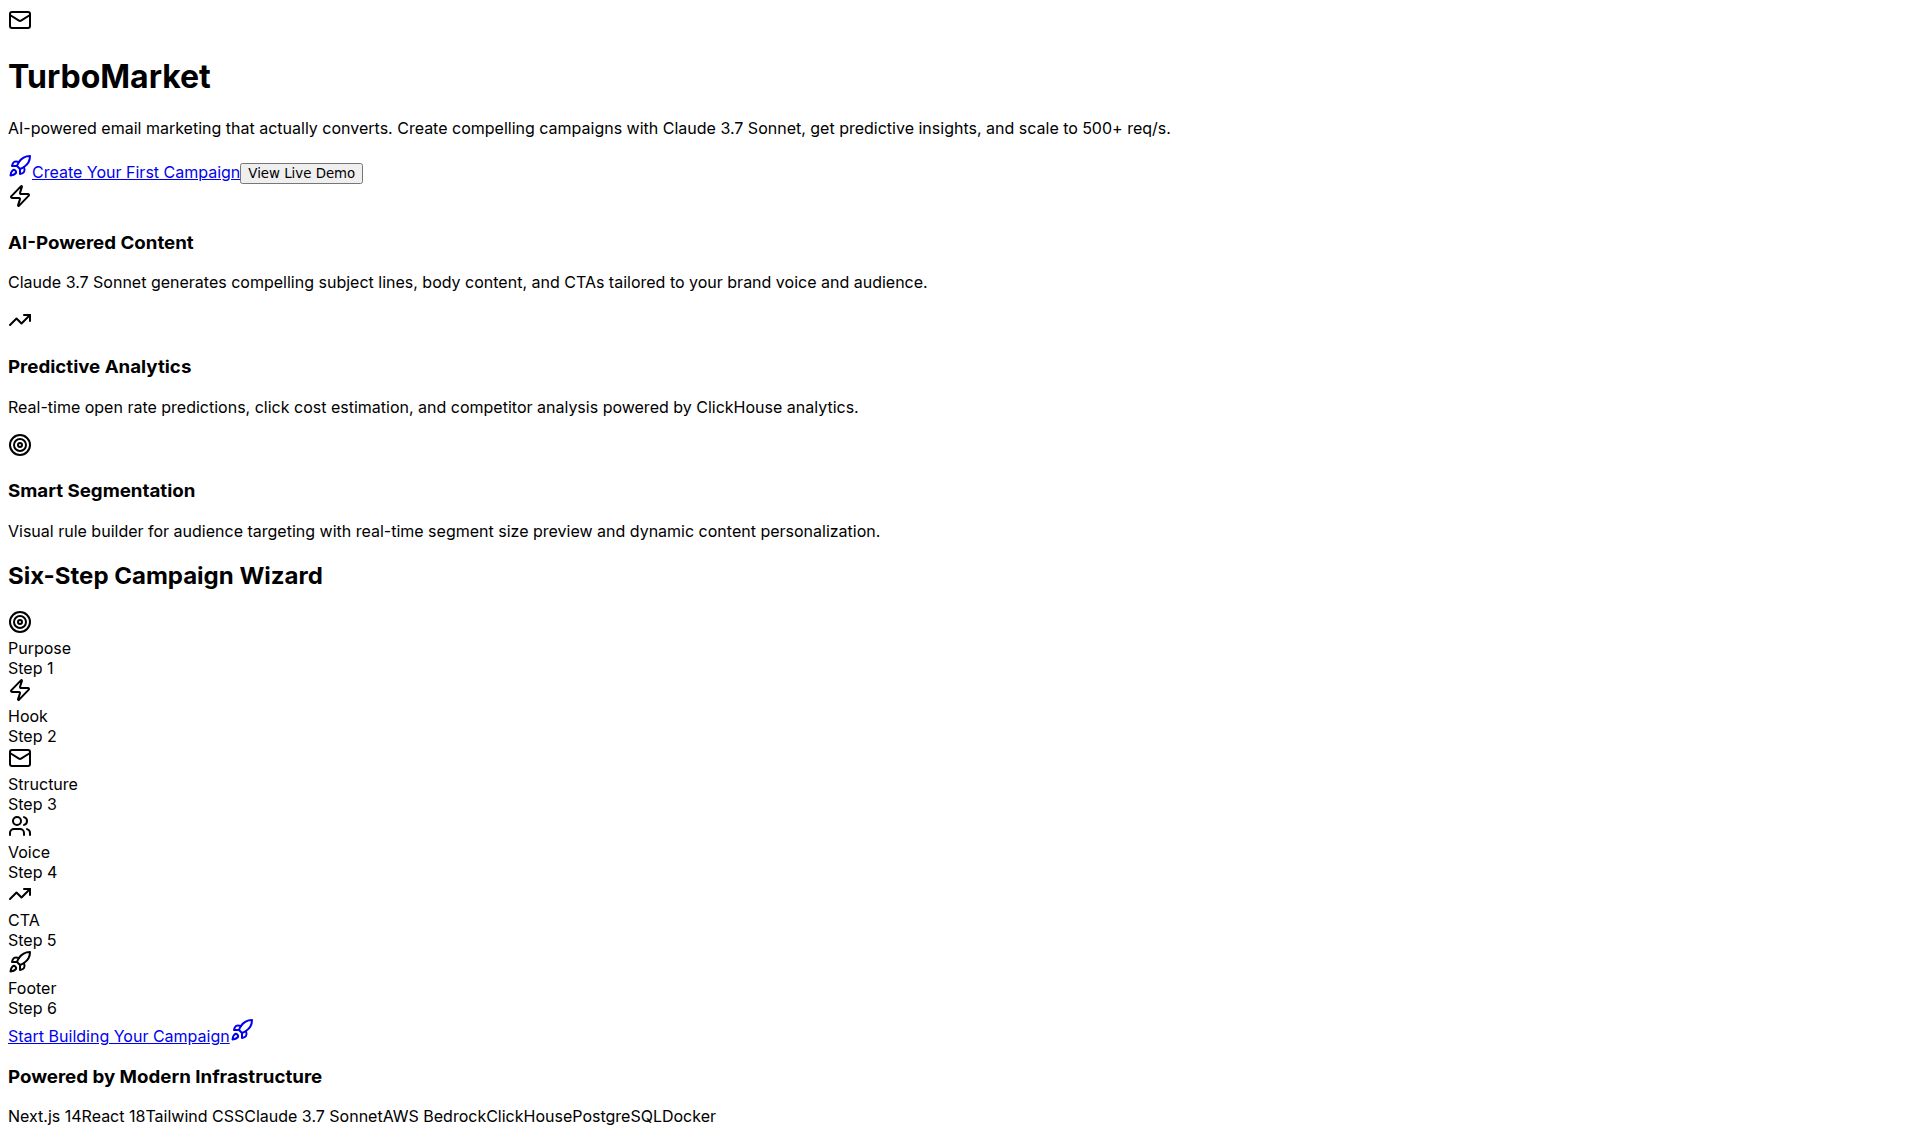 TurboMarket
AI-powered email marketing that actually converts. Create compelling campaigns with Claude 3.7 Sonnet, get predictive insights, and scale to 500+ req/s.
Create Your First Campaign View Live Demo
AI-Powered Content
Claude 3.7 Sonnet generates compelling subject lines, body content, and CTAs tailored to your brand voice and audience.
Predictive Analytics
Real-time open rate predictions, click cost estimation, and competitor analysis powered by ClickHouse analytics.
Smart Segmentation
Visual rule builder for audience targeting with real-time segment size preview and dynamic content personalization.
Six-Step Campaign Wizard
Purpose
Step 1
Hook
Step 2
Structure
Step 3
Voice
Step 4
CTA
Step 5
Footer
Step 6
Start Building Your Campaign
Powered by Modern Infrastructure
Next.js 14React 18Tailwind CSSClaude 3.7 SonnetAWS BedrockClickHousePostgreSQLDocker